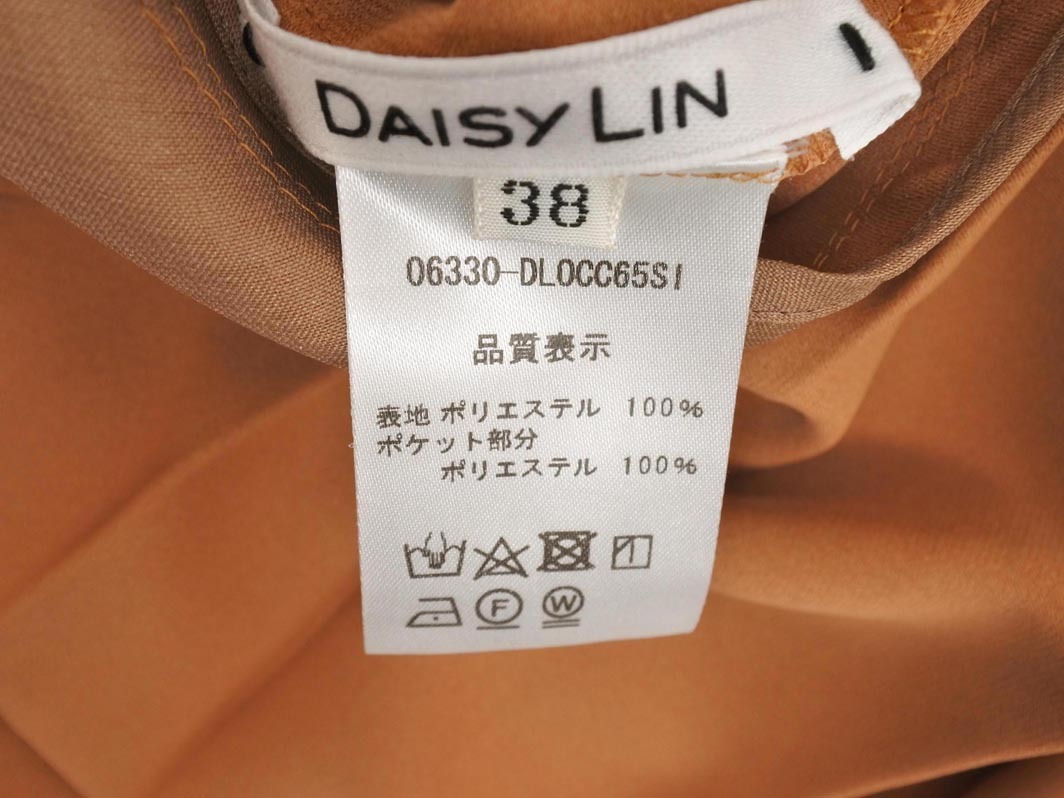 DAISY LIN
38
06330-DLOCC65SI
品質表示
表地 ポリエステル 100%
ポケット部分
ポリエステル 100%
F W